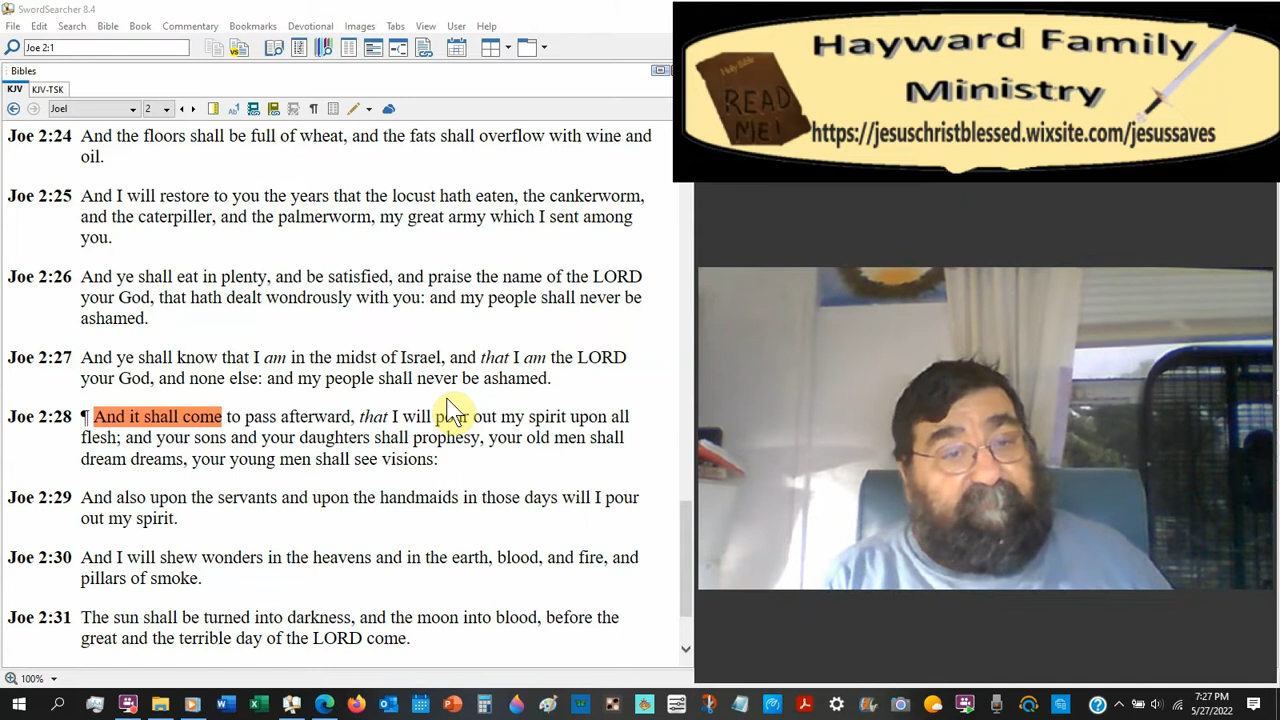 SwordSearcher 8.4
File Edit Search Bible Book Commentary Bookmarks Devotional Images Tabs View User Help
Joe 2:1
Bibles
KJV KJV-TSK
Joel 2
Joe 2:24 And the floors shall be full of wheat, and the fats shall overflow with wine and
oil.
Joe 2:25 And I will restore to you the years that the locust hath eaten, the cankerworm,
and the caterpiller, and the palmerworm, my great army which I sent among
you.
Joe 2:26 And ye shall eat in plenty, and be satisfied, and praise the name of the LORD
your God, that hath dealt wondrously with you: and my people shall never be
ashamed.
Joe 2:27 And ye shall know that I am in the midst of Israel, and that I am the LORD
your God, and none else: and my people shall never be ashamed.
Joe 2:28 ¶ And it shall come to pass afterward, that I will pour out my spirit upon all
flesh; and your sons and your daughters shall prophesy, your old men shall
dream dreams, your young men shall see visions:
Joe 2:29 And also upon the servants and upon the handmaids in those days will I pour
out my spirit.
Joe 2:30 And I will shew wonders in the heavens and in the earth, blood, and fire, and
pillars of smoke.
Joe 2:31 The sun shall be turned into darkness, and the moon into blood, before the
great and the terrible day of the LORD come.
100%
Hayward Family
Ministry
https://jesuschristblessed.wixsite.com/jesussaves
Holy Bible
READ
ME!
7:27 PM
5/27/2022